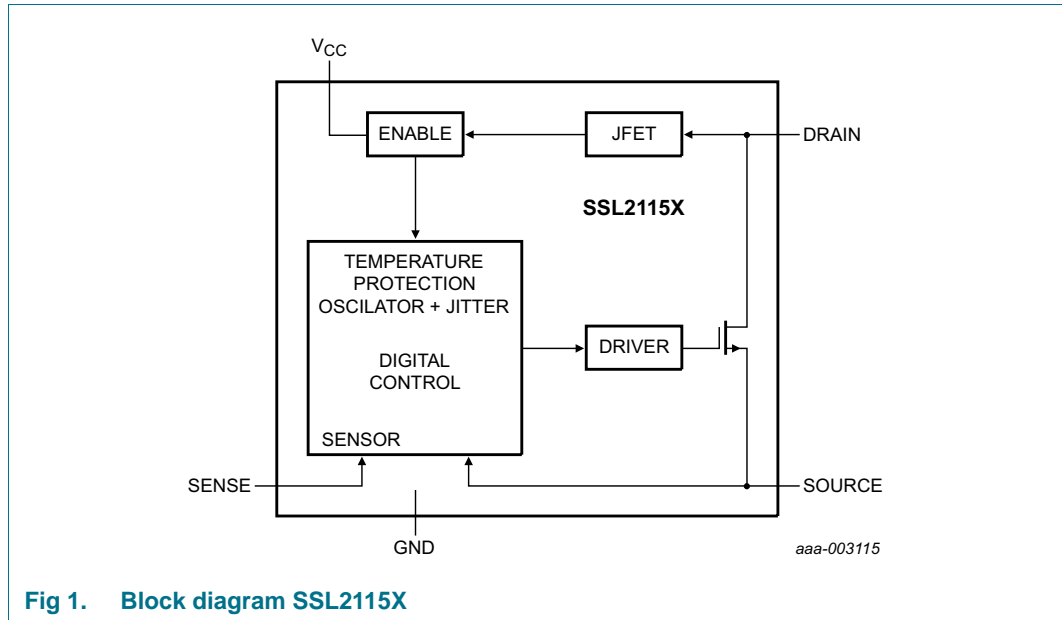 VCC
ENABLE
JFET
DRAIN
SSL2115X
TEMPERATURE
PROTECTION
OSCILATOR + JITTER
DIGITAL
CONTROL
DRIVER
SENSOR
SENSE
SOURCE
GND
aaa-003115
Fig 1. Block diagram SSL2115X